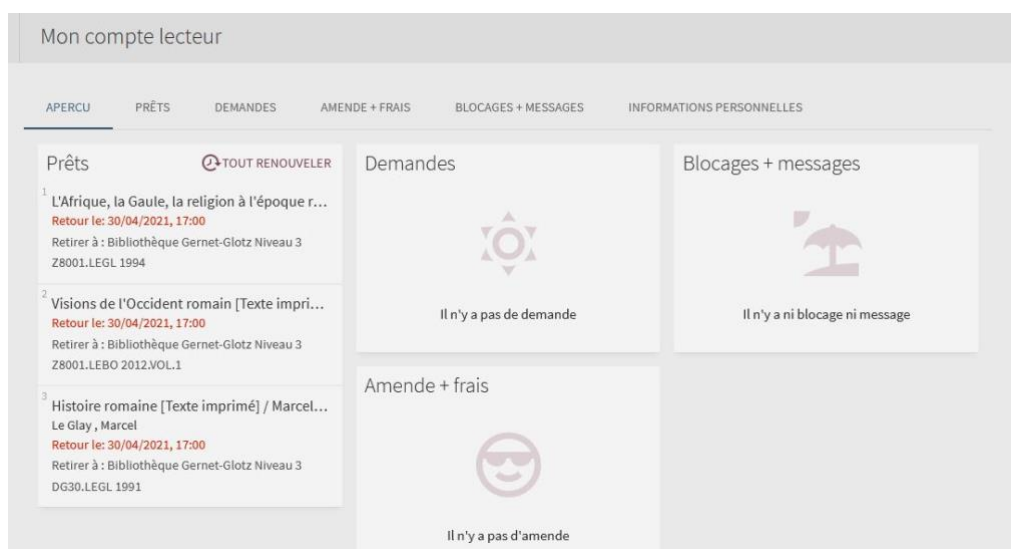 Mon compte lecteur
APERCU
PRÊTS
DEMANDES
AMENDE + FRAIS
BLOCAGES + MESSAGES
INFORMATIONS PERSONNELLES
Prêts
TOUT RENOUVELER
1
L'Afrique, la Gaule, la religion à l'époque r...
Retour le: 30/04/2021, 17:00
Retirer à : Bibliothèque Gernet-Glotz Niveau 3
Z8001.LEGL 1994
2
Visions de l'Occident romain [Texte impri...
Retour le: 30/04/2021, 17:00
Retirer à : Bibliothèque Gernet-Glotz Niveau 3
Z8001.LEBO 2012.VOL.1
3
Histoire romaine [Texte imprimé] / Marcel...
Le Glay , Marcel
Retour le: 30/04/2021, 17:00
Retirer à : Bibliothèque Gernet-Glotz Niveau 3
DG30.LEGL 1991
Demandes
Il n'y a pas de demande
Amende + frais
Il n'y a pas d'amende
Blocages + messages
Il n'y a ni blocage ni message